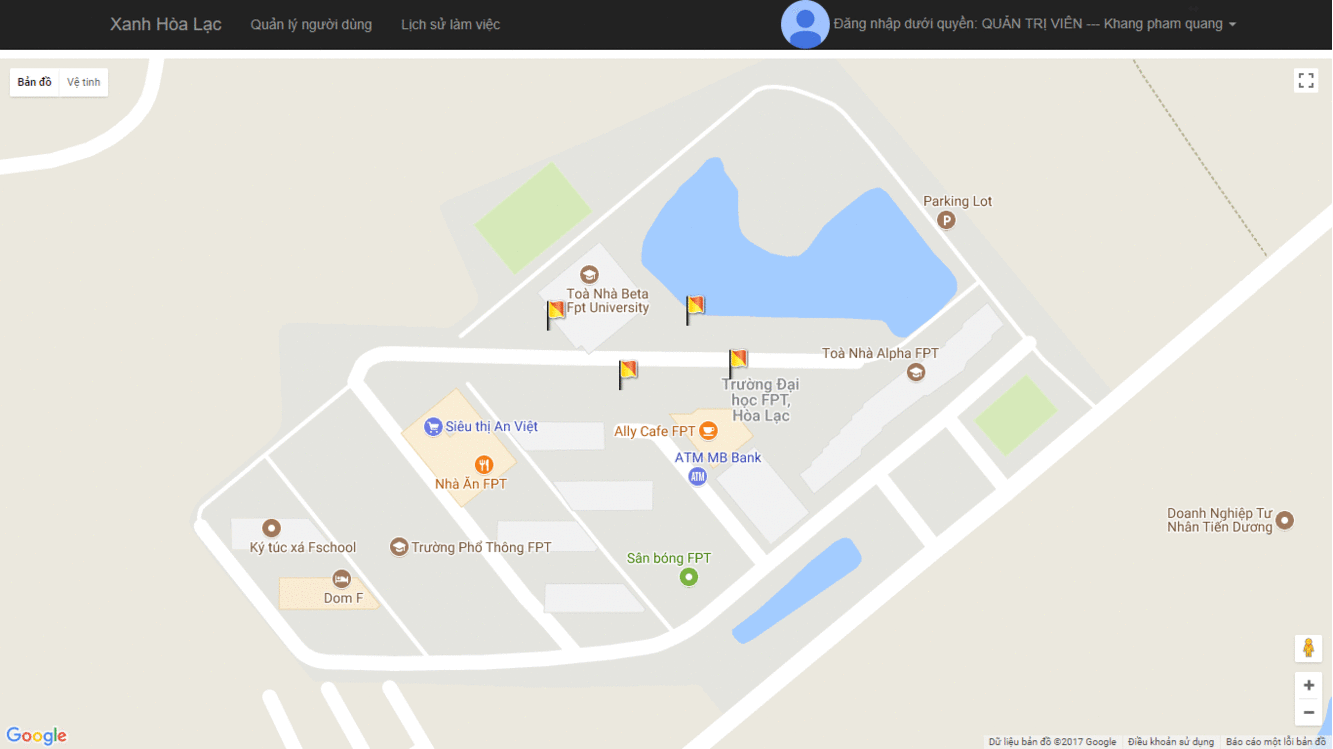 Xanh Hòa Lạc Quản lý người dùng Lịch sử làm việc Đăng nhập dưới quyền: QUẢN TRỊ VIÊN --- Khang pham quang
Bản đồ Vệ tinh
Parking Lot
P
Toà Nhà Beta
Fpt University
Toà Nhà Alpha FPT
Trường Đại
học FPT,
Hòa Lạc
Siêu thị An Việt
Ally Cafe FPT
ATM MB Bank
ATM
Nhà Ăn FPT
Doanh Nghiệp Tư
Nhân Tiến Dương
Ký túc xá Fschool
Trường Phổ Thông FPT
Sân bóng FPT
Dom F
+
−
Google
Dữ liệu bản đồ ©2017 Google Điều khoản sử dụng Báo cáo một lỗi bản đồ